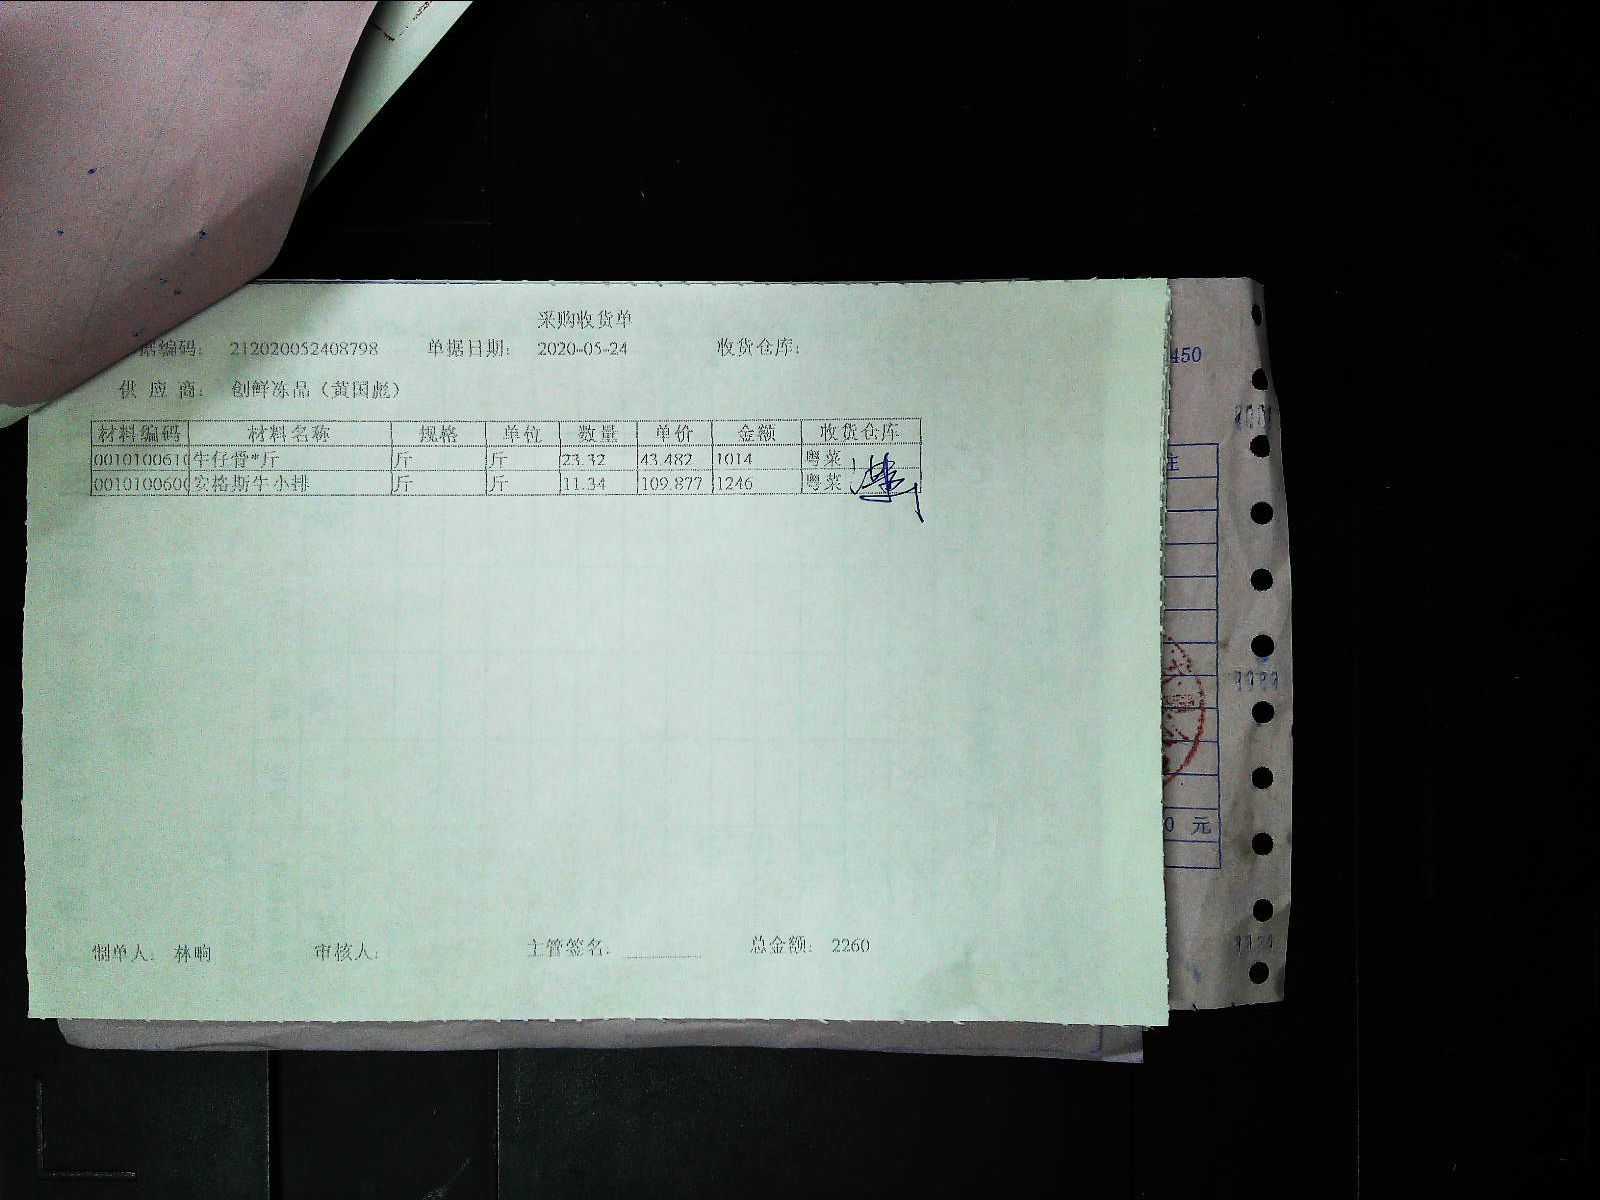 采购收货单
据编码: 212020052408798 单据日期: 2020-05-24 收货仓库:
供 应 商: 创鲜冻品（黄国彪）
材料编码 材料名称 规格 单位 数量 单价 金额 收货仓库
001010061 牛仔骨*斤 斤 斤 23.32 43.482 1014 粤菜
001010060 安格斯牛小排 斤 斤 11.34 109.877 1246 粤菜
制单人: 林晌 审核人: 主管签名: 总金额: 2260
450
0 元